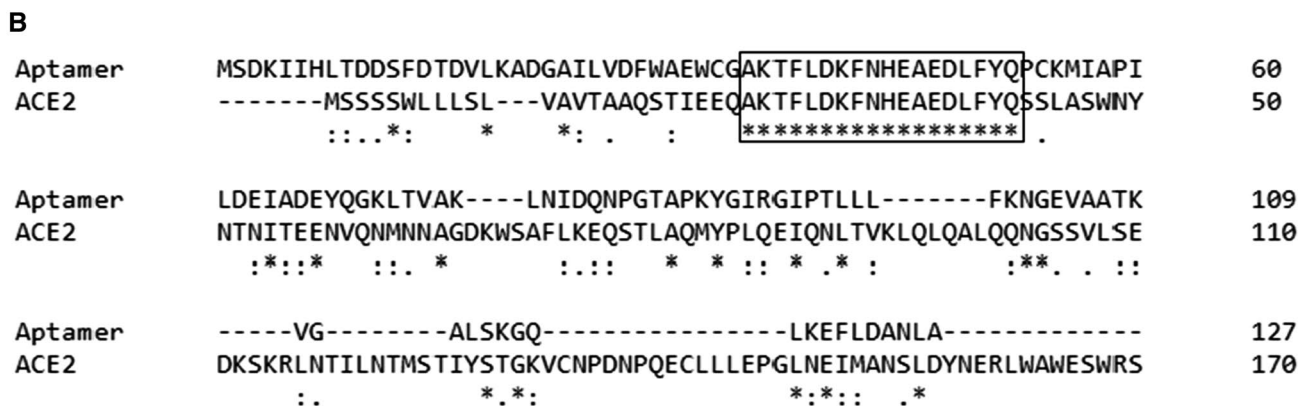 B
Aptamer MSDKIIHLTDDSFDTDVLKADGAILVDFWAEWCGAKTFLDKFNHEAEDLFYQPCKMIAPI 60
ACE2 -------MSSSSWLLLSL---VAVTAAQSTIEEQAKTFLDKFNHEAEDLFYQSSLASWNY 50
::..*: * *: . : ****************** .
Aptamer LDEIADEYQGKLTVAK----LNIDQNPGTAPKYGIRGIPTLLL-------FKNGEVAATK 109
ACE2 NTNITEENVQNMNNAGDKWSAFLKEQSTLAQMYPLQEIQNLTVKLQLQALQQNGSSVLSE 110
:*::* ::. * :.:: * * :: * .* : :**. . ::
Aptamer -----VG--------ALSKGQ----------------LKEFLDANLA------------- 127
ACE2 DKSKRLNTILNTMSTIYSTGKVCNPDNPQECLLLEPGLNEIMANSLDYNERLWAWESWRS 170
:. *.*: *:*:: .*